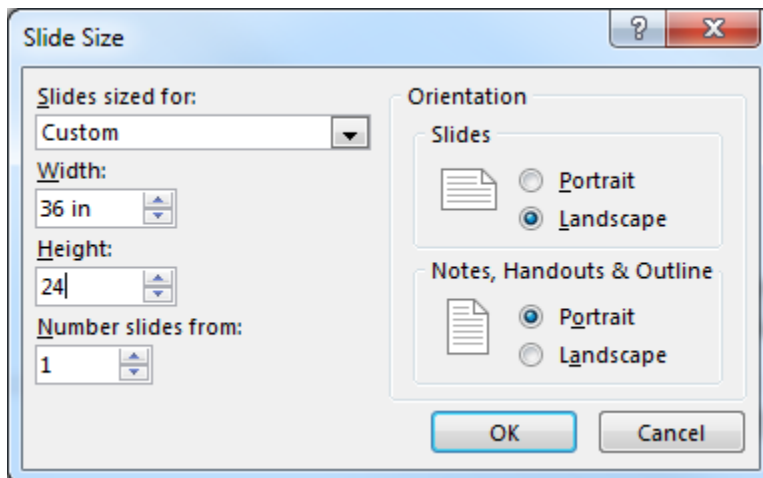 Slide Size
Slides sized for:
Custom
Width:
36 in
Height:
24
Number slides from:
1
Orientation
Slides
Portrait
Landscape
Notes, Handouts & Outline
Portrait
Landscape
OK
Cancel